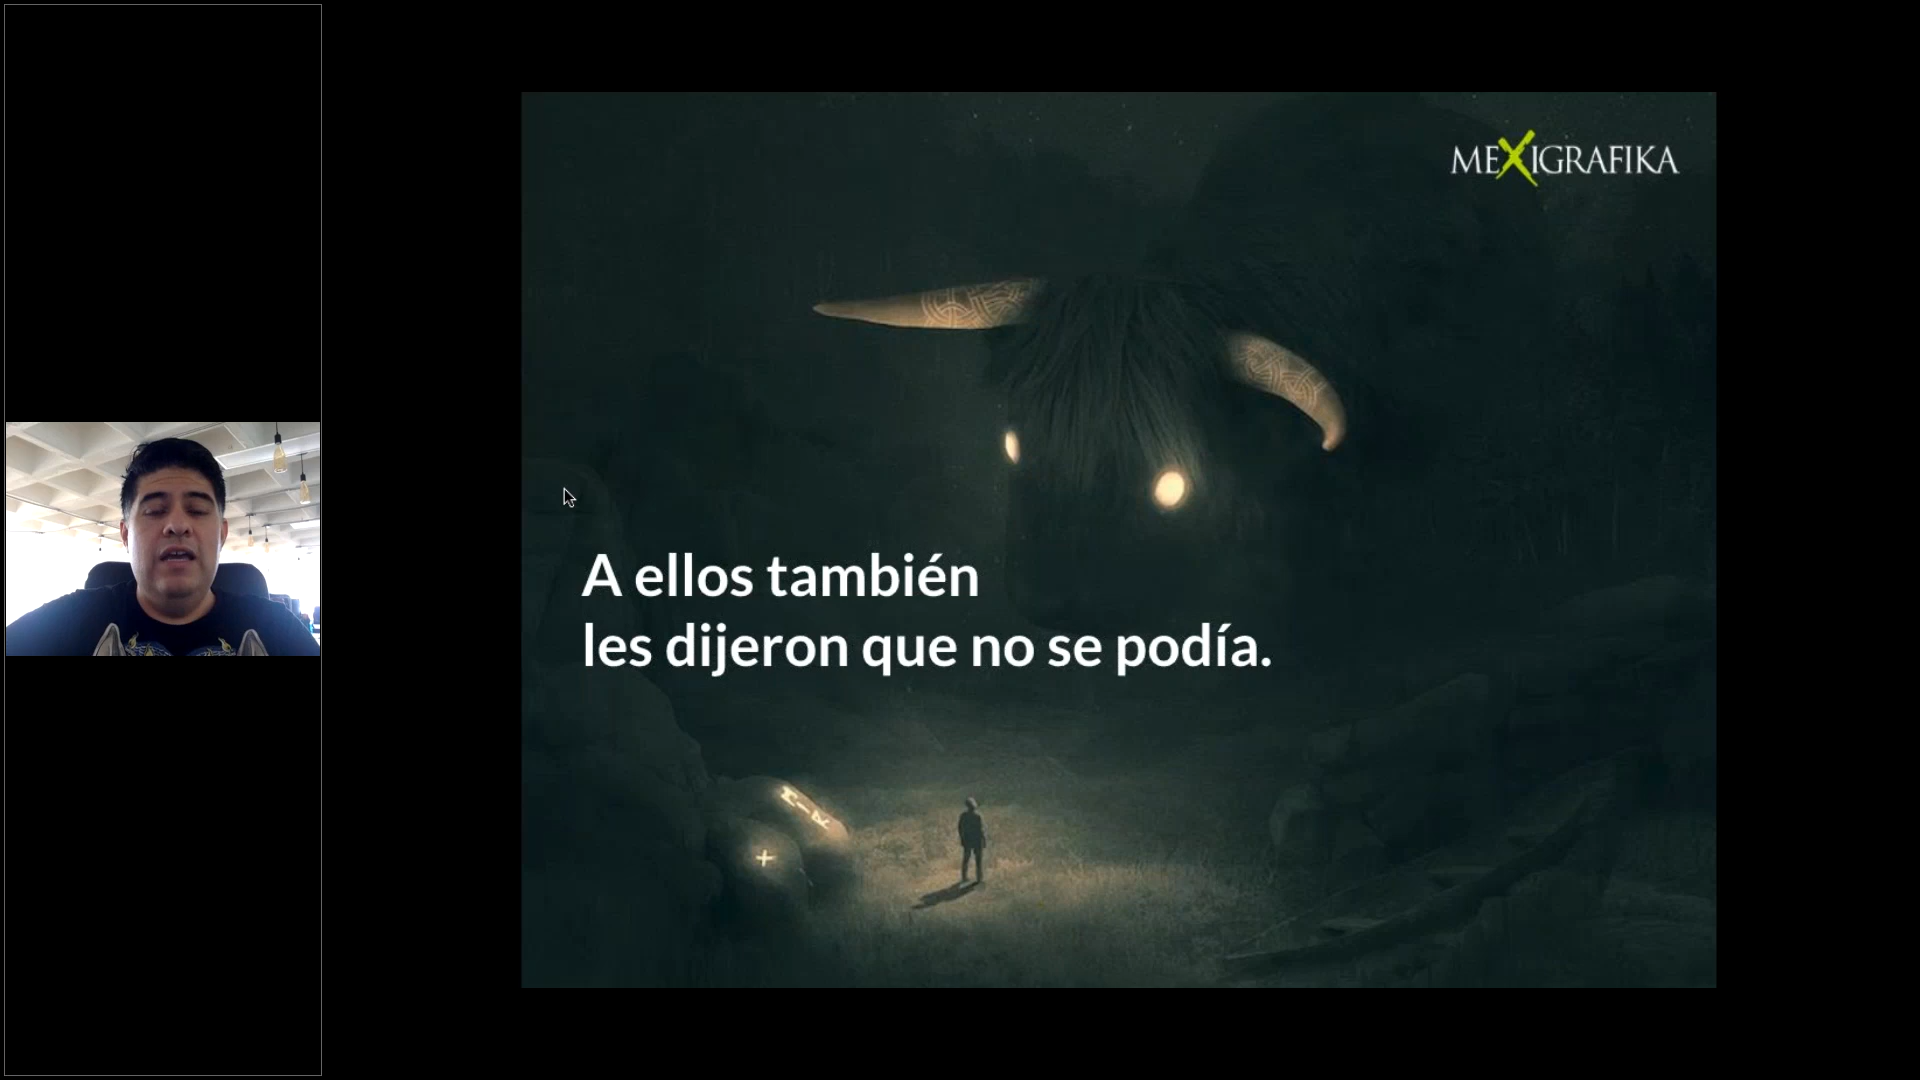 MEXIGRAFIKA
A ellos también
les dijeron que no se podía.